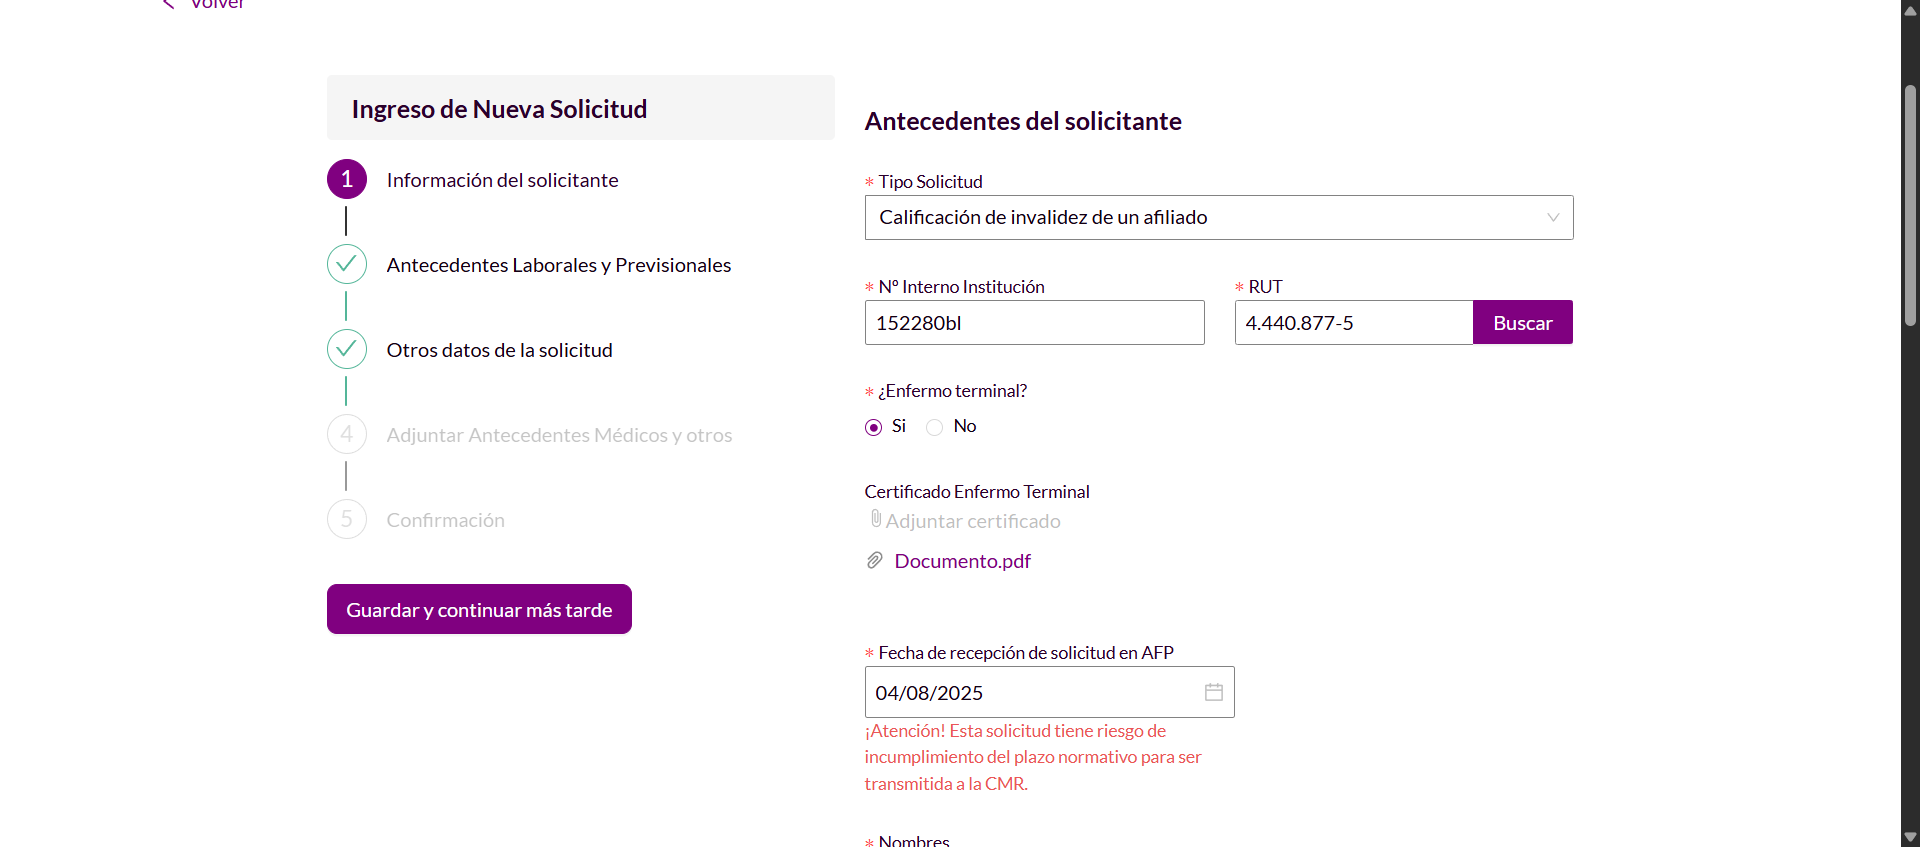 Volver
Ingreso de Nueva Solicitud
1
Información del solicitante
Antecedentes Laborales y Previsionales
Otros datos de la solicitud
4
Adjuntar Antecedentes Médicos y otros
5
Confirmación
Guardar y continuar más tarde
Antecedentes del solicitante
* Tipo Solicitud
Calificación de invalidez de un afiliado
* Nº Interno Institución
152280bl
* RUT
4.440.877-5
Buscar
* ¿Enfermo terminal?
Si
No
Certificado Enfermo Terminal
Adjuntar certificado
Documento.pdf
* Fecha de recepción de solicitud en AFP
04/08/2025
¡Atención! Esta solicitud tiene riesgo de
incumplimiento del plazo normativo para ser
transmitida a la CMR.
* Nombres